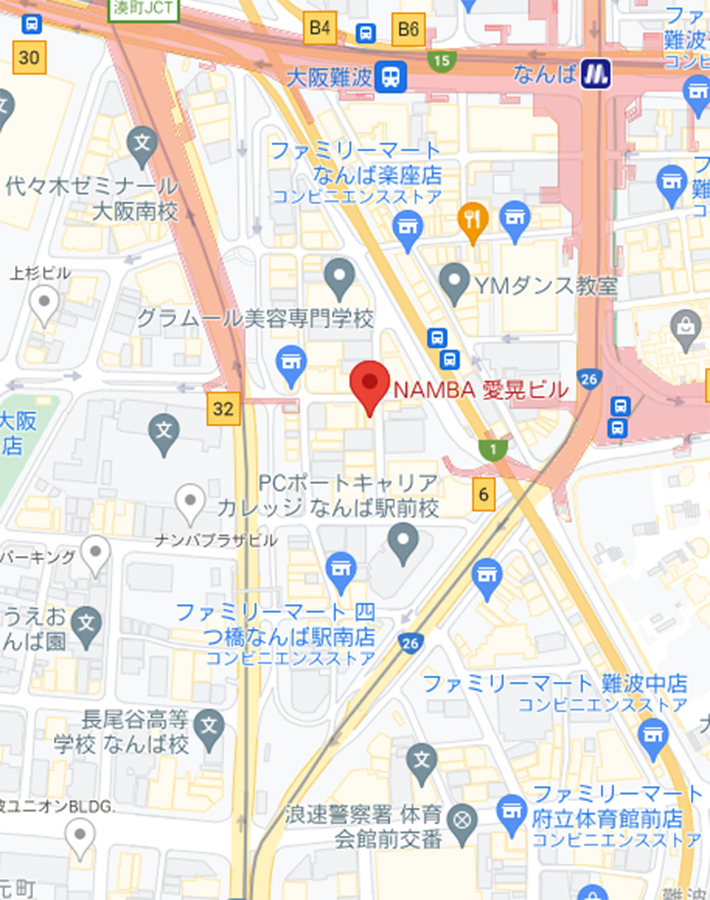 湊町JCT
B4
B6
30
15
大阪難波
なんば
ファ
難波
コンビ
ファミリーマート
なんば楽座店
コンビニエンスストア
代々木ゼミナール
大阪南校
上杉ビル
YMダンス教室
グラムール美容専門学校
NAMBA 愛晃ビル
26
32
大阪
店
1
6
PCポートキャリア
カレッジ なんば駅前校
ナンバプラザビル
パーキング
うえお
んば園
ファミリーマート 四
つ橋なんば駅南店
コンビニエンスストア
26
ファミリーマート 難波中店
コンビニエンスストア
長尾谷高等
学校 なんば校
波ユニオンBLDG.
浪速警察署 体育
会館前交番
ファミリーマート
府立体育館前店
コンビニエンスストア
元町
難波